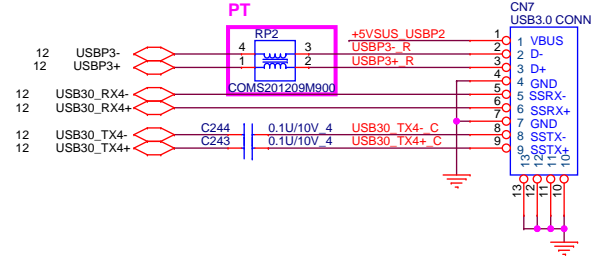 PT
CN7
USB3.0 CONN
RP2
+5VSUS_USBP2
1
1 VBUS
12 USBP3- 4 3 USBP3-_R 2
2 D-
12 USBP3+ 1 2 USBP3+_R 3
3 D+
4
4 GND
COMS201209M900
12 USB30_RX4- 5
5 SSRX-
12 USB30_RX4+ 6
6 SSRX+
7
7 GND
12 USB30_TX4- C244 0.1U/10V_4 USB30_TX4-_C 8
8 SSTX-
12 USB30_TX4+ C243 0.1U/10V_4 USB30_TX4+_C 9
9 SSTX+
13 12 11 10
13 12 11 10